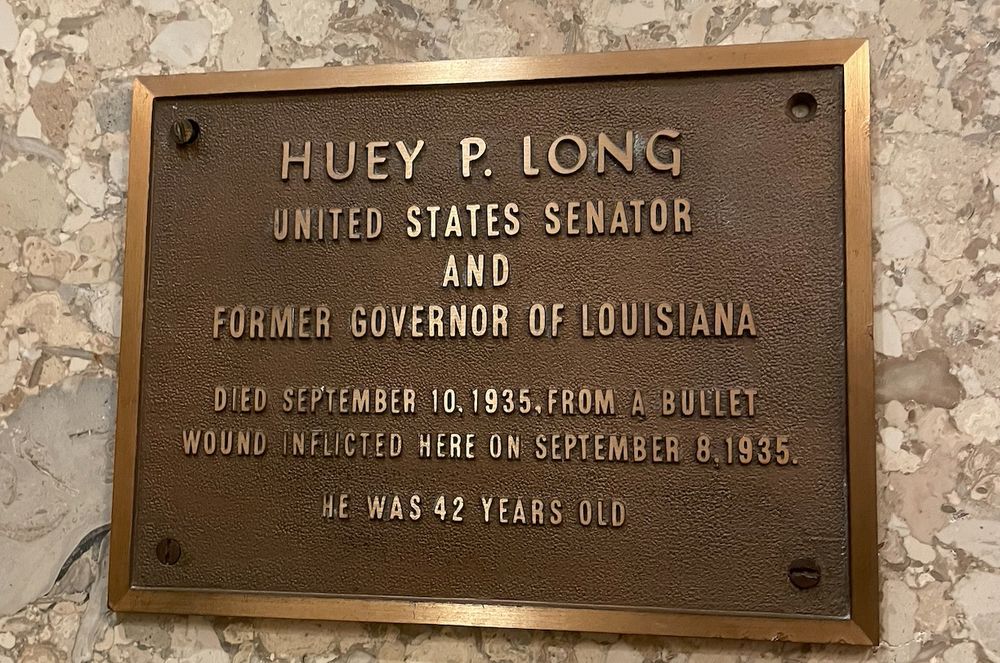 HUEY P. LONG
UNITED STATES SENATOR
AND
FORMER GOVERNOR OF LOUISIANA
DIED SEPTEMBER 10, 1935, FROM A BULLET
WOUND INFLICTED HERE ON SEPTEMBER 8, 1935.
HE WAS 42 YEARS OLD